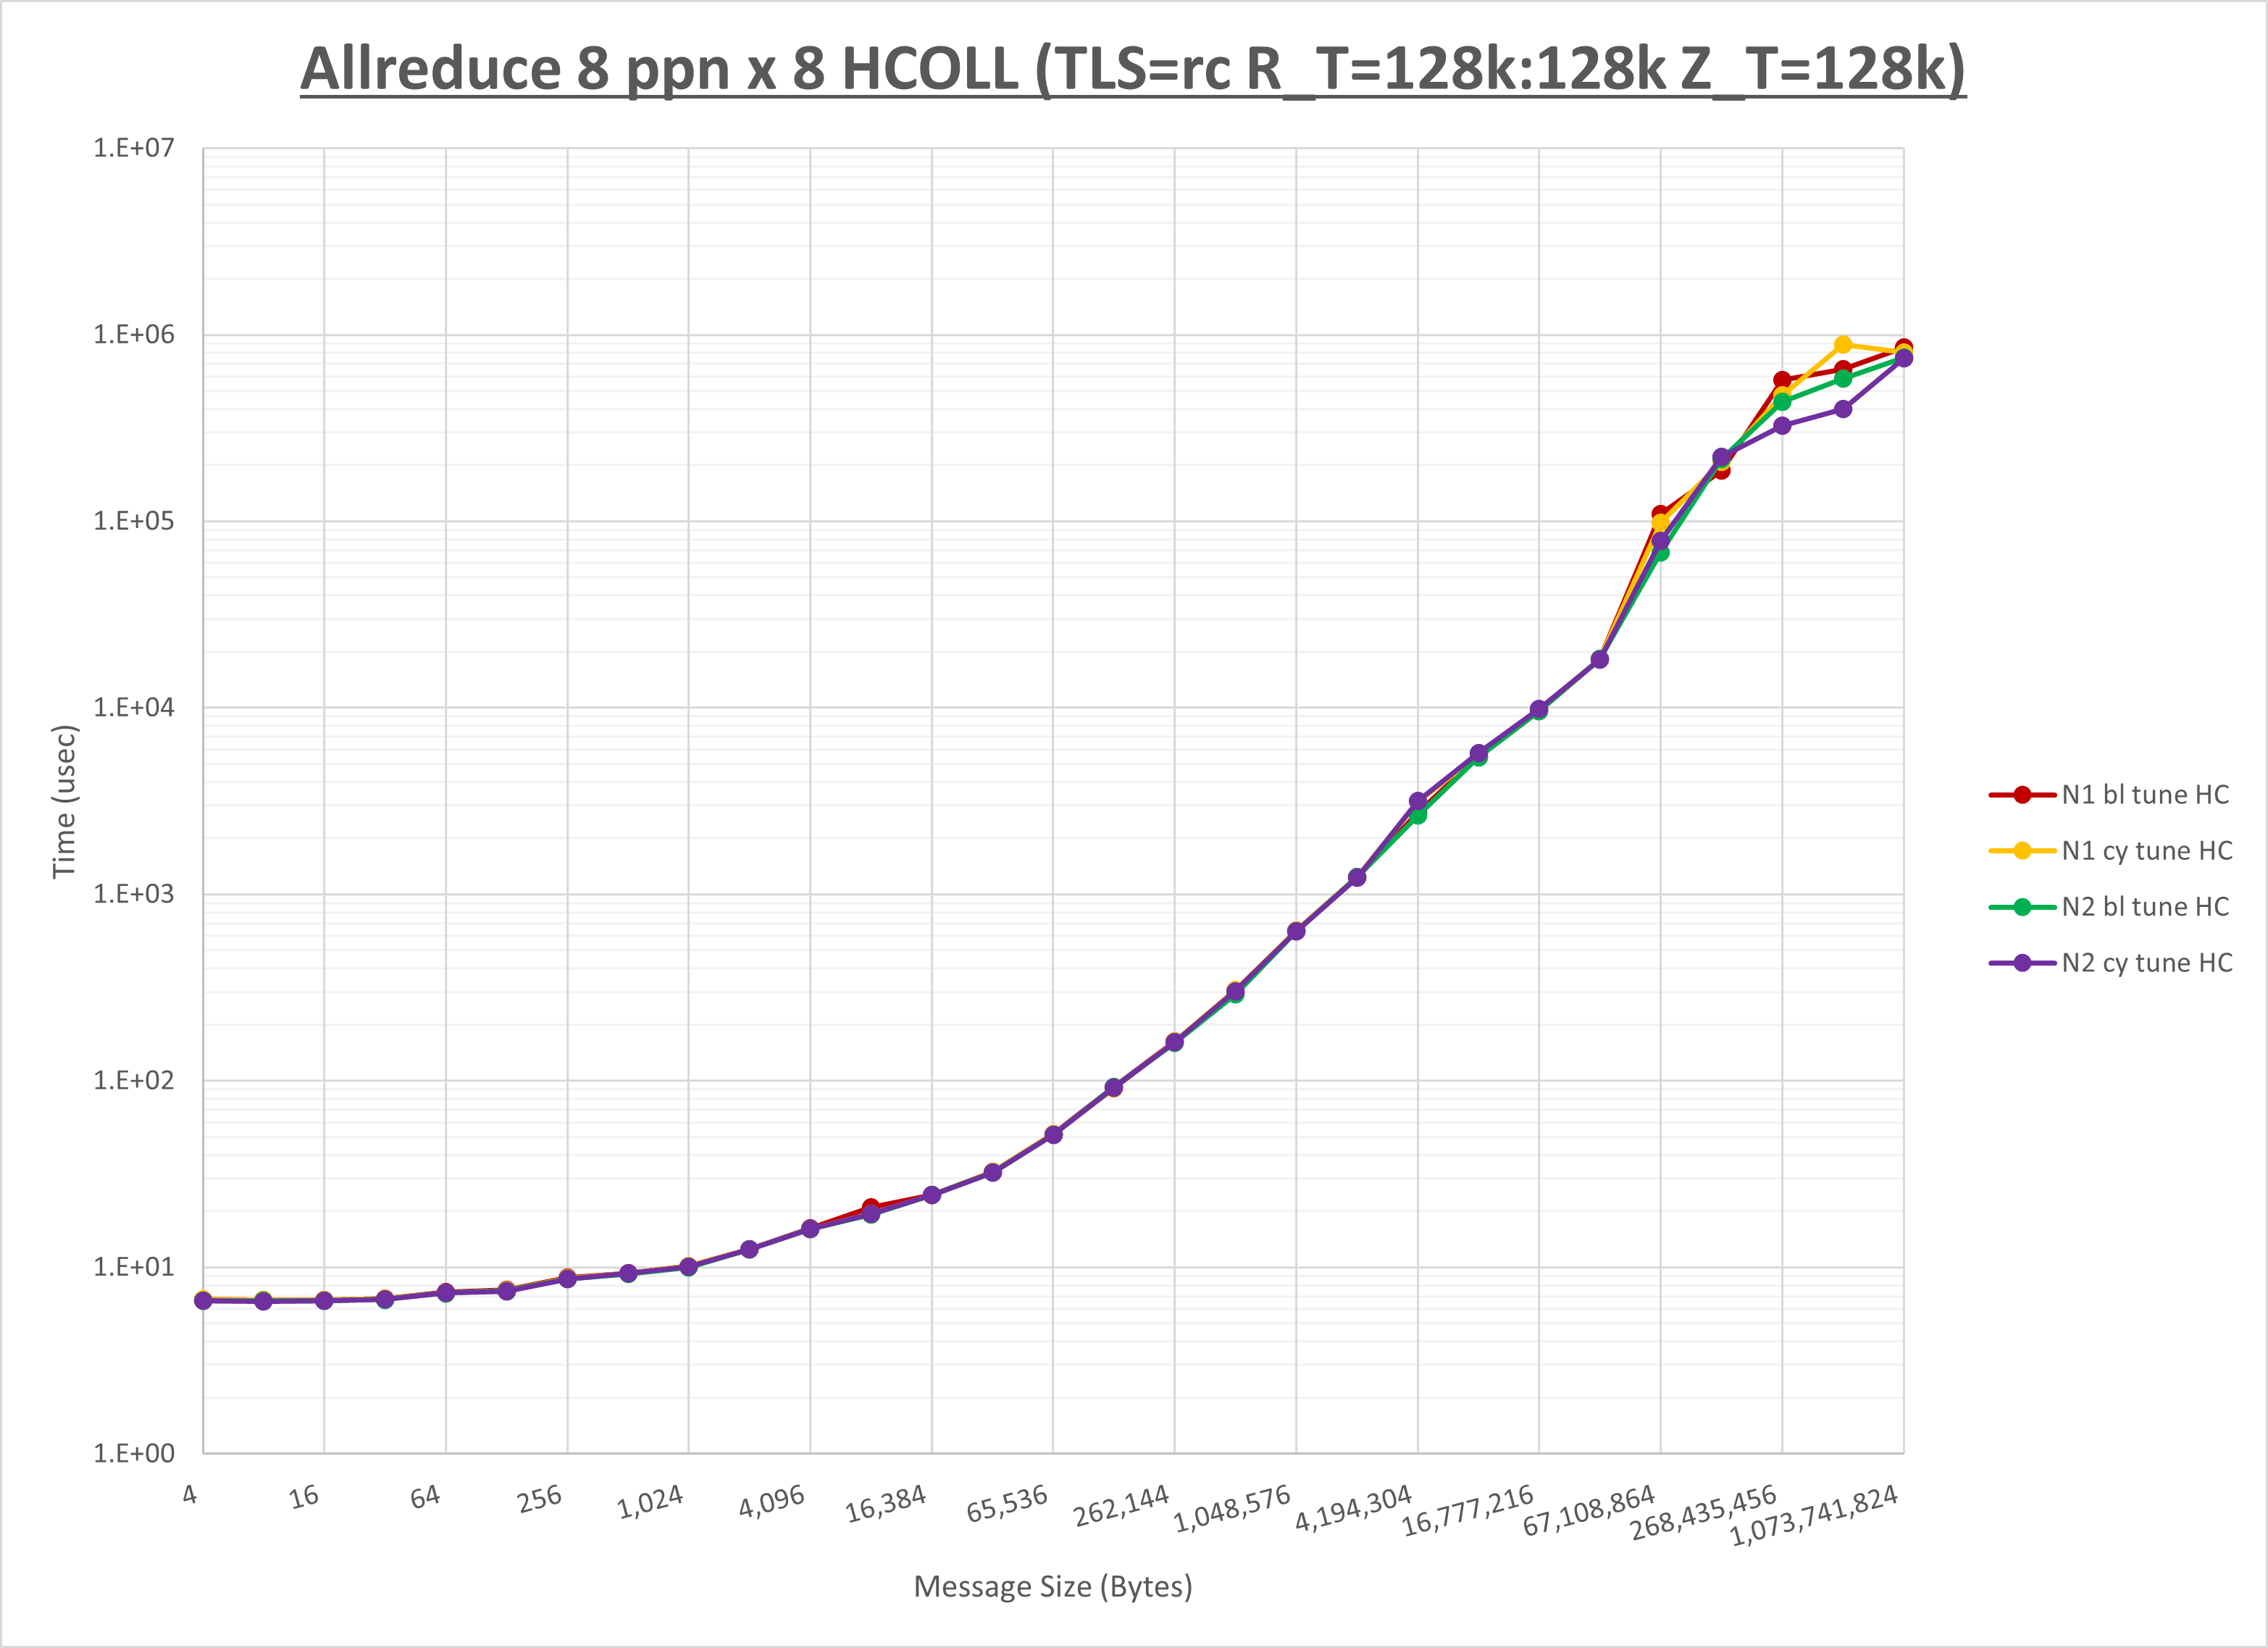 Allreduce 8 ppn x 8 HCOLL (TLS=rc R_T=128k:128k Z_T=128k)
1.E+07
1.E+06
1.E+05
1.E+04
1.E+03
1.E+02
1.E+01
1.E+00
Time (usec)
4
16
64
256
1,024
4,096
16,384
65,536
262,144
1,048,576
4,194,304
16,777,216
67,108,864
268,435,456
1,073,741,824
Message Size (Bytes)
N1 bl tune HC
N1 cy tune HC
N2 bl tune HC
N2 cy tune HC